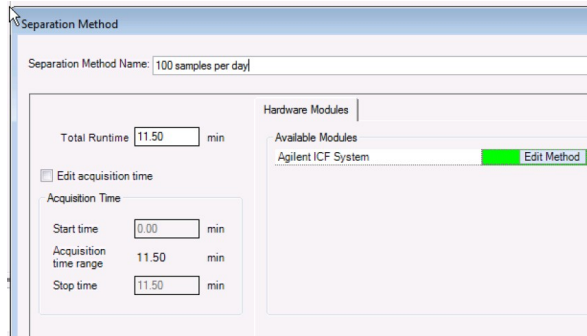 Separation Method
Separation Method Name: 100 samples per day
Hardware Modules
Total Runtime 11.50 min
Available Modules
Agilent ICF System Edit Method
Edit acquisition time
Acquisition Time
Start time 0.00 min
Acquisition time range 11.50 min
Stop time 11.50 min